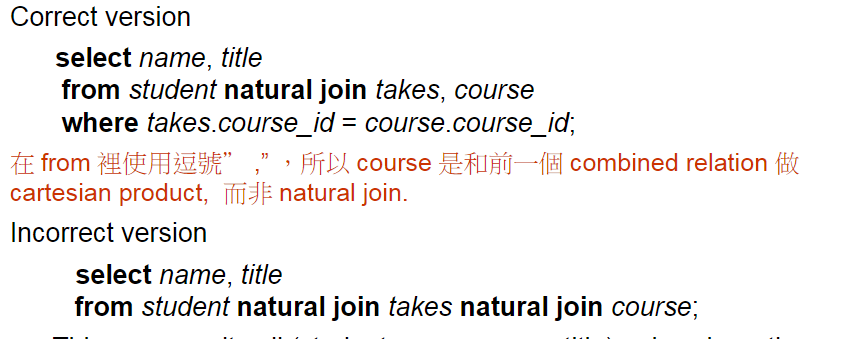 Correct version
select name, title
from student natural join takes, course
where takes.course_id = course.course_id;
在 from 裡使用逗號” ,” ，所以 course 是和前一個 combined relation 做
cartesian product, 而非 natural join.
Incorrect version
select name, title
from student natural join takes natural join course;